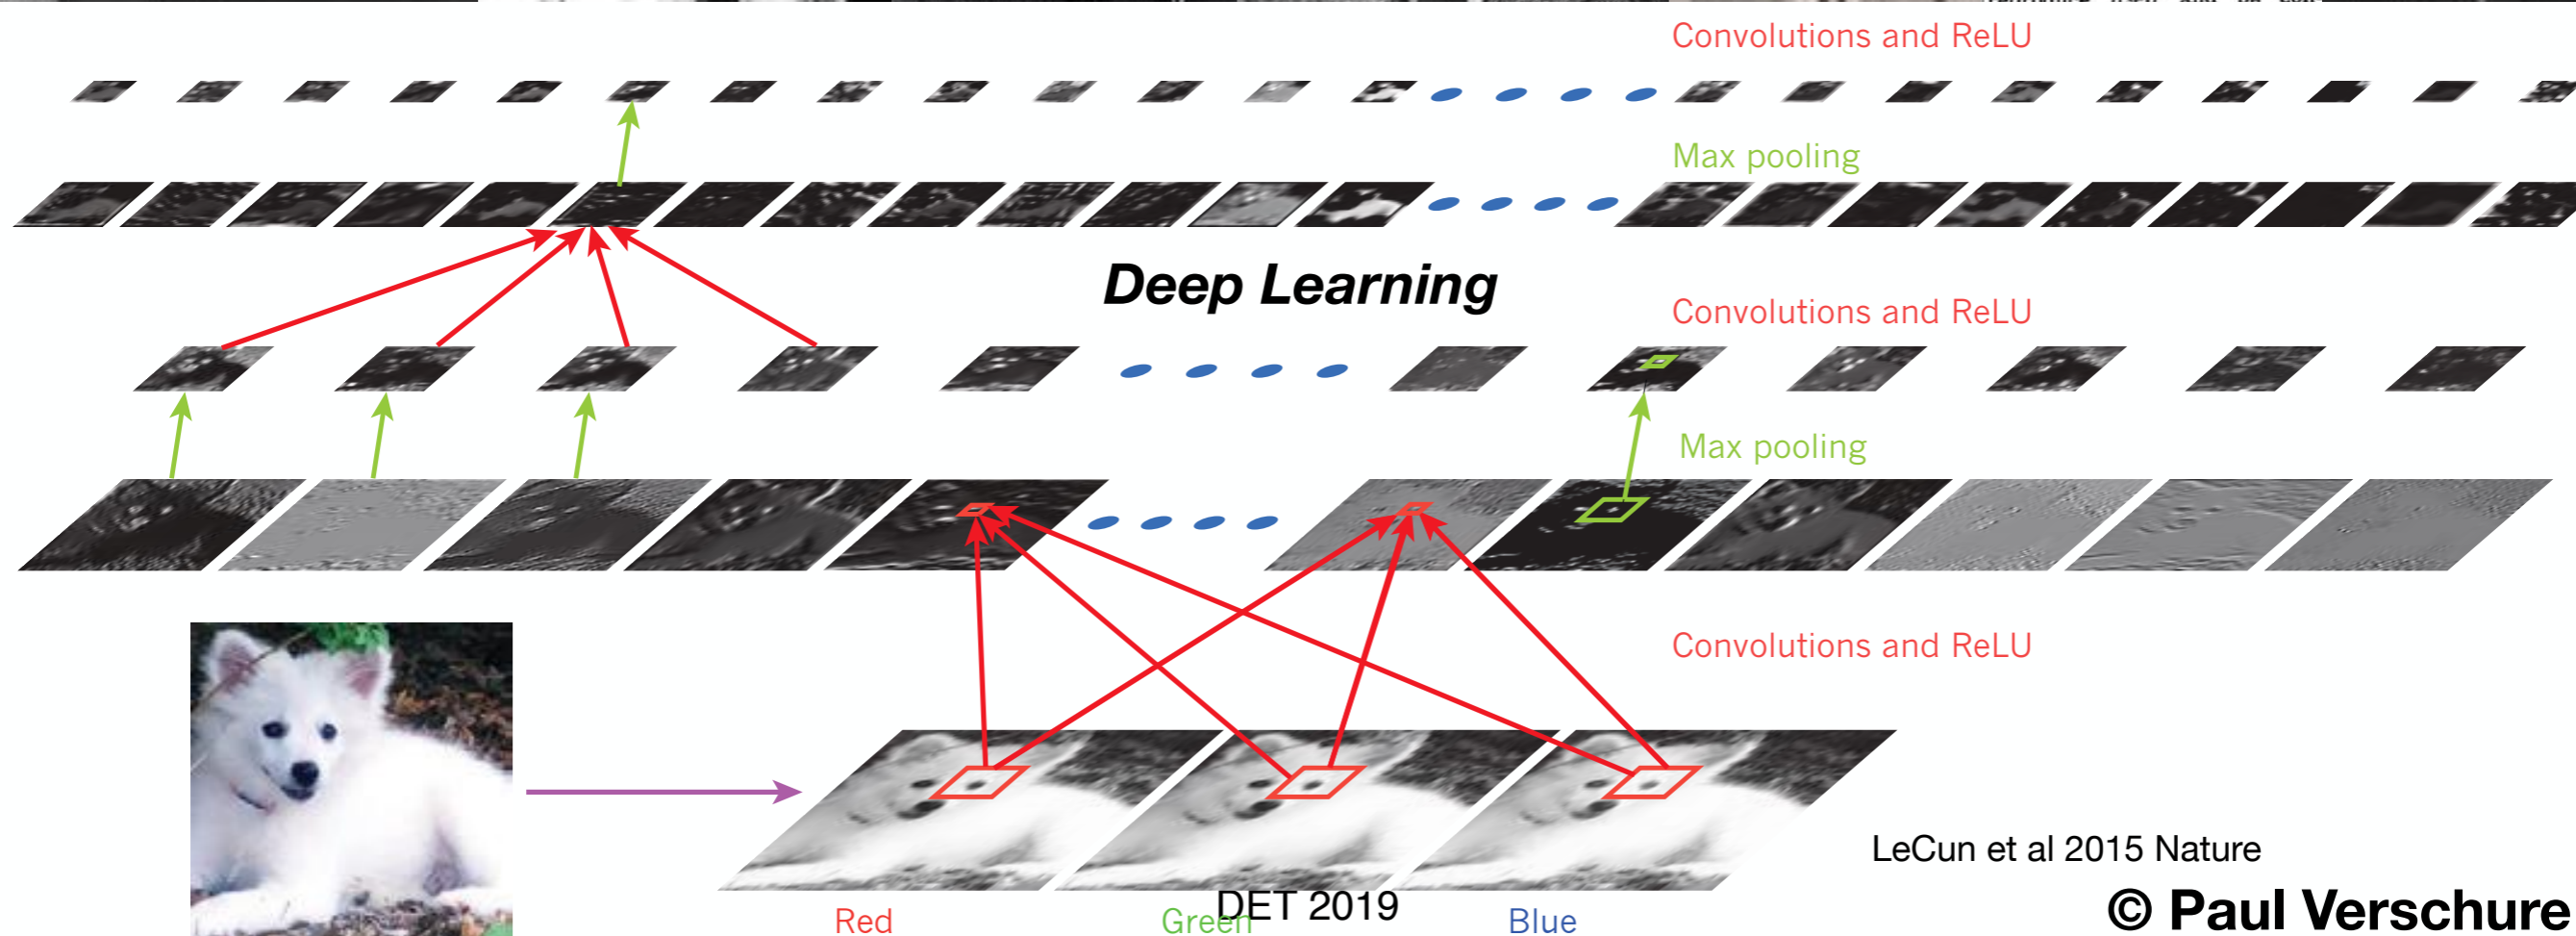 Convolutions and ReLU
Max pooling
Deep Learning
Convolutions and ReLU
Max pooling
Convolutions and ReLU
LeCun et al 2015 Nature
DET 2019
Red
Green
Blue
© Paul Verschure